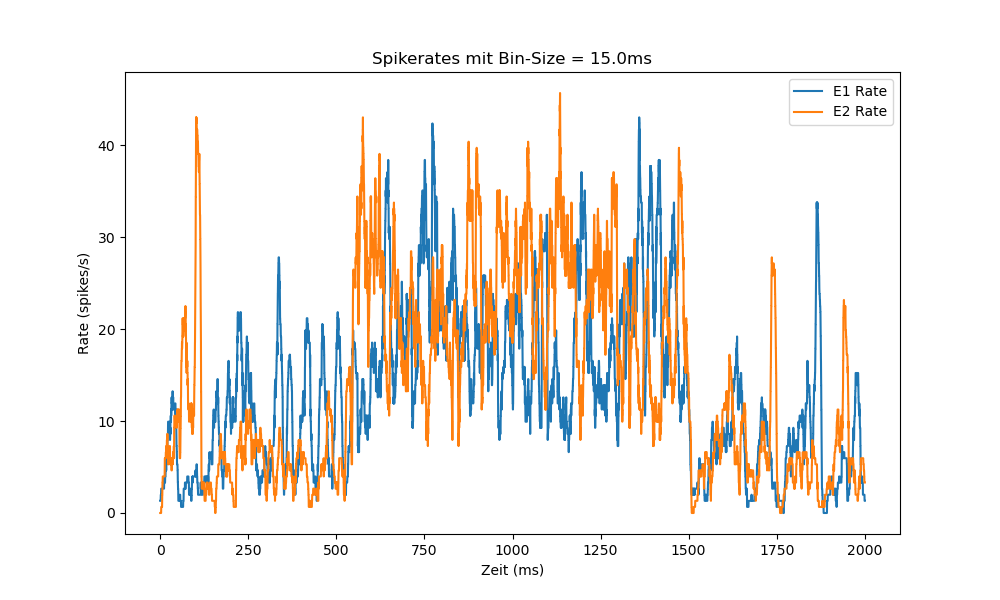 Spikerates mit Bin-Size = 15.0ms
E1 Rate
E2 Rate
Rate (spikes/s)
40
30
20
10
0
0 250 500 750 1000 1250 1500 1750 2000
Zeit (ms)